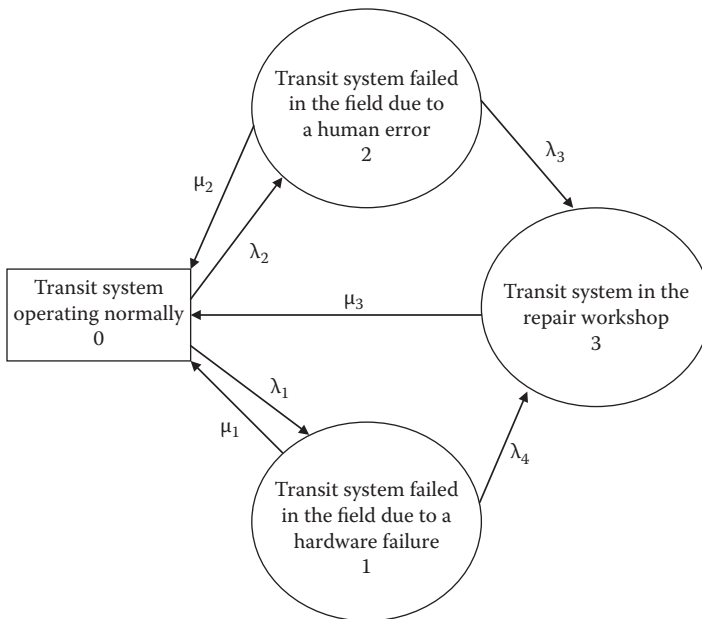 Transit system failed
in the field due to
a human error
2
λ3
μ2
λ2
Transit system
operating normally
0
μ3
Transit system in the
repair workshop
3
λ1
μ1
λ4
Transit system failed
in the field due to a
hardware failure
1